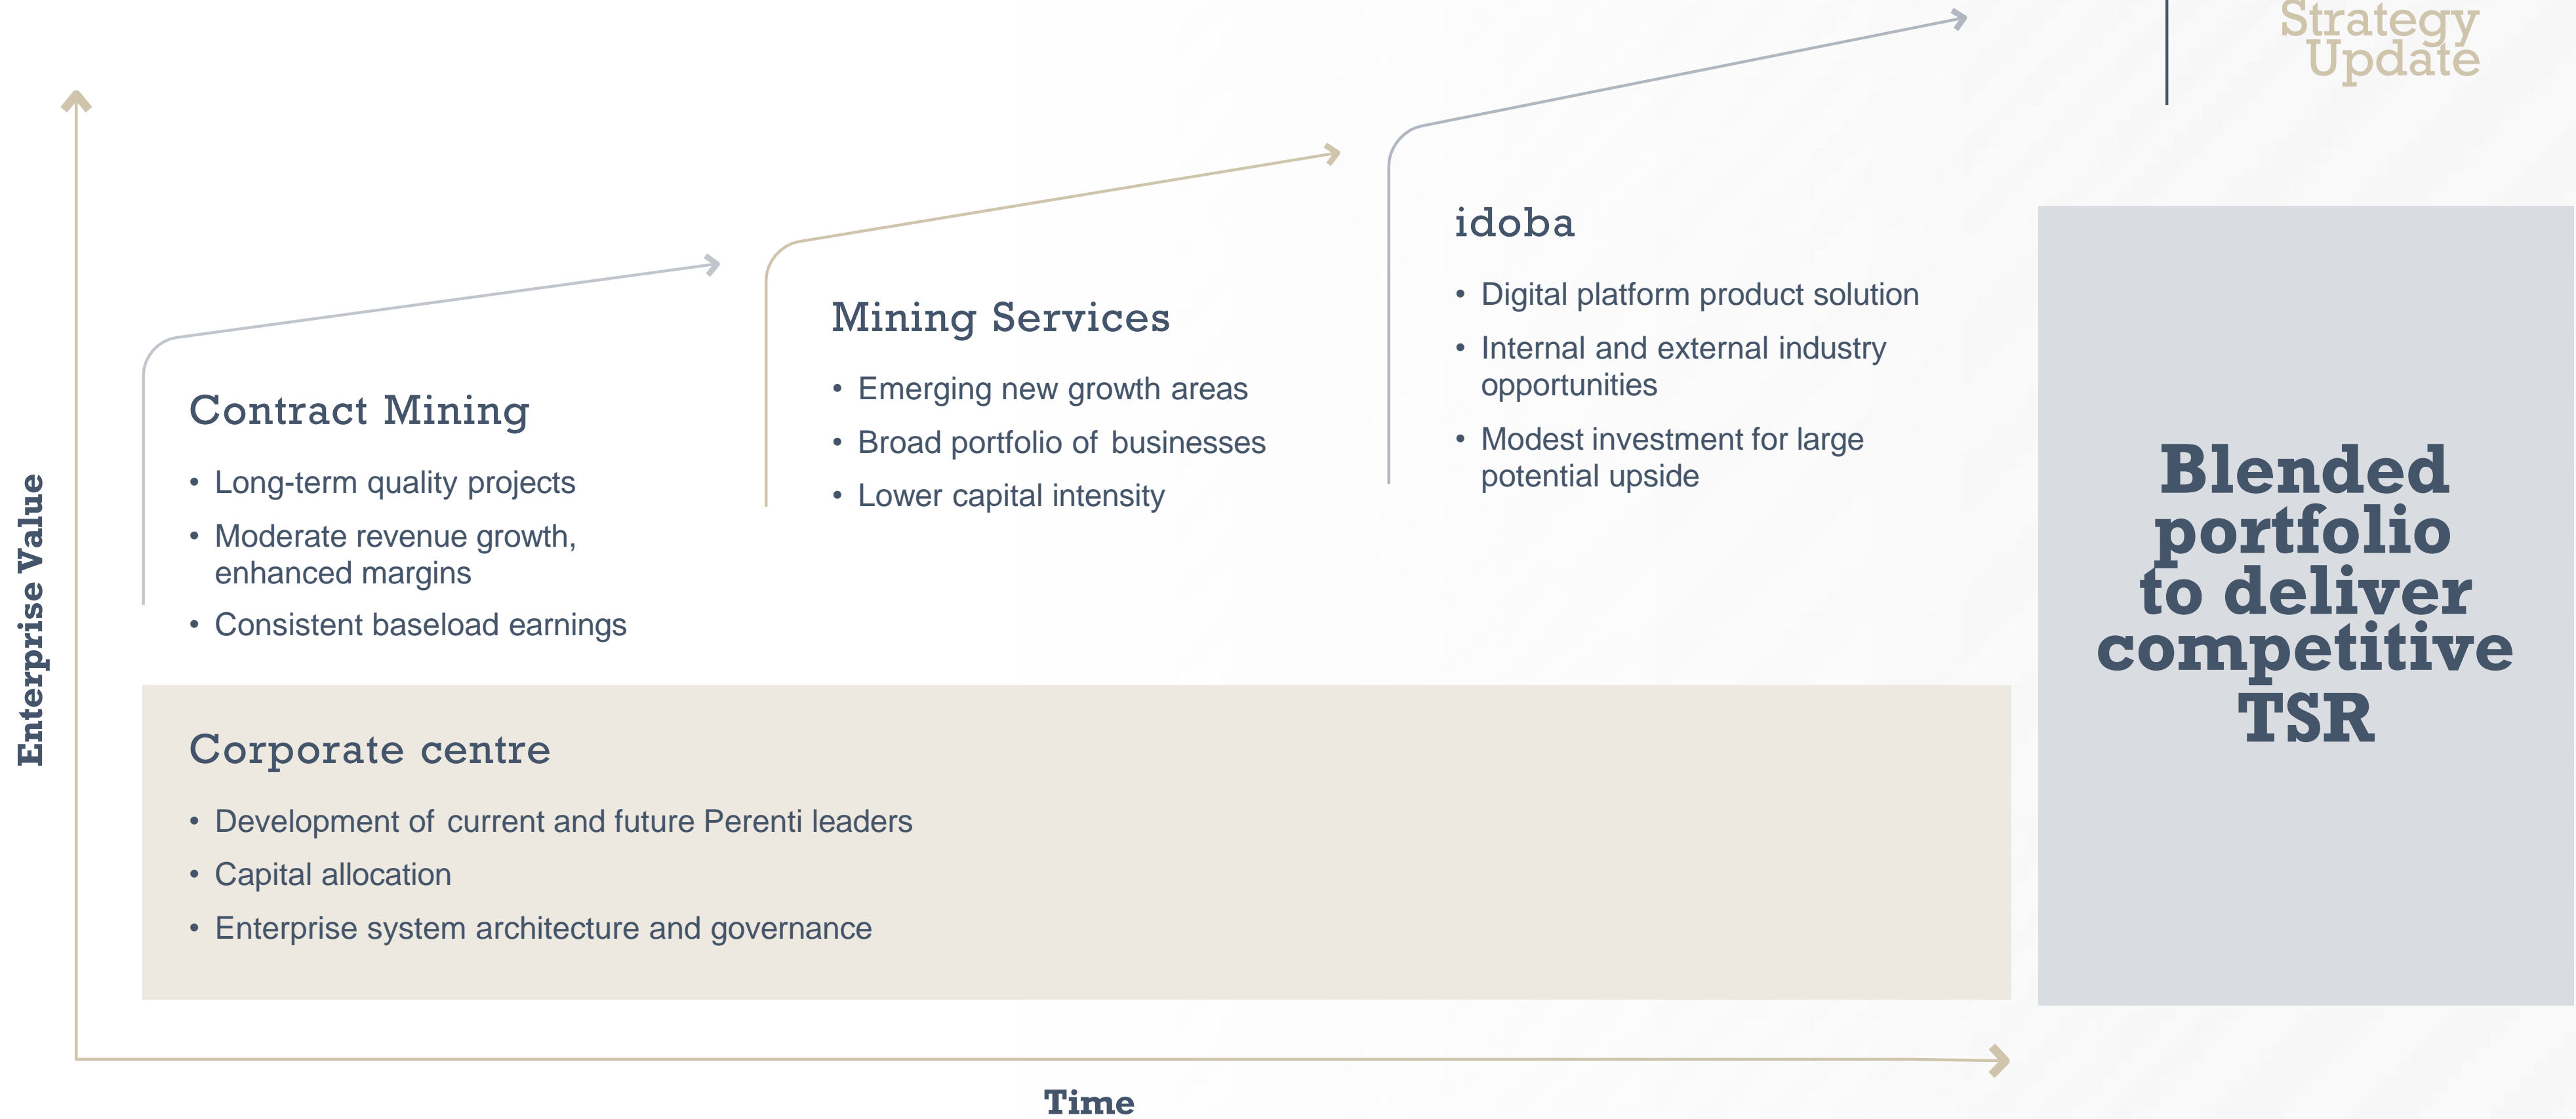 Strategy
Update
Enterprise Value
Contract Mining
• Long-term quality projects
• Moderate revenue growth,
enhanced margins
• Consistent baseload earnings
Mining Services
• Emerging new growth areas
• Broad portfolio of businesses
• Lower capital intensity
idoba
• Digital platform product solution
• Internal and external industry
opportunities
• Modest investment for large
potential upside
Corporate centre
• Development of current and future Perenti leaders
• Capital allocation
• Enterprise system architecture and governance
Blended
portfolio
to deliver
competitive
TSR
Time